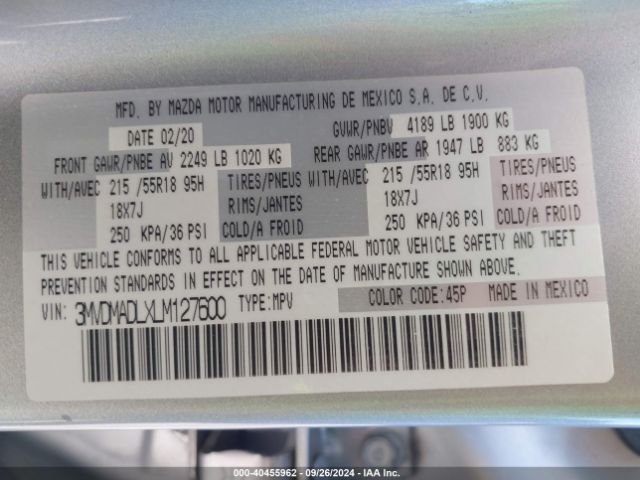 MFD. BY MAZDA MOTOR MANUFACTURING DE MEXICO S.A. DE C.V.
DATE 02/20 GVWR/PNBV 4189 LB 1900 KG
FRONT GAWR/PNBE AV 2249 LB 1020 KG REAR GAWR/PNBE AR 1947 LB 883 KG
WITH/AVEC 215 /55R18 95H TIRES/PNEUS WITH/AVEC 215 /55R18 95H TIRES/PNEUS
18X7J RIMS/JANTES 18X7J RIMS/JANTES
250 KPA/36 PSI COLD/A FROID 250 KPA/36 PSI COLD/A FROID
THIS VEHICLE CONFORMS TO ALL APPLICABLE FEDERAL MOTOR VEHICLE SAFETY AND THEFT
PREVENTION STANDARDS IN EFFECT ON THE DATE OF MANUFACTURE SHOWN ABOVE.
VIN: 3MVDMADLXLM127600 TYPE:MPV COLOR CODE:45P MADE IN MEXICO
000-40455962 - 09/26/2024 - IAA Inc.